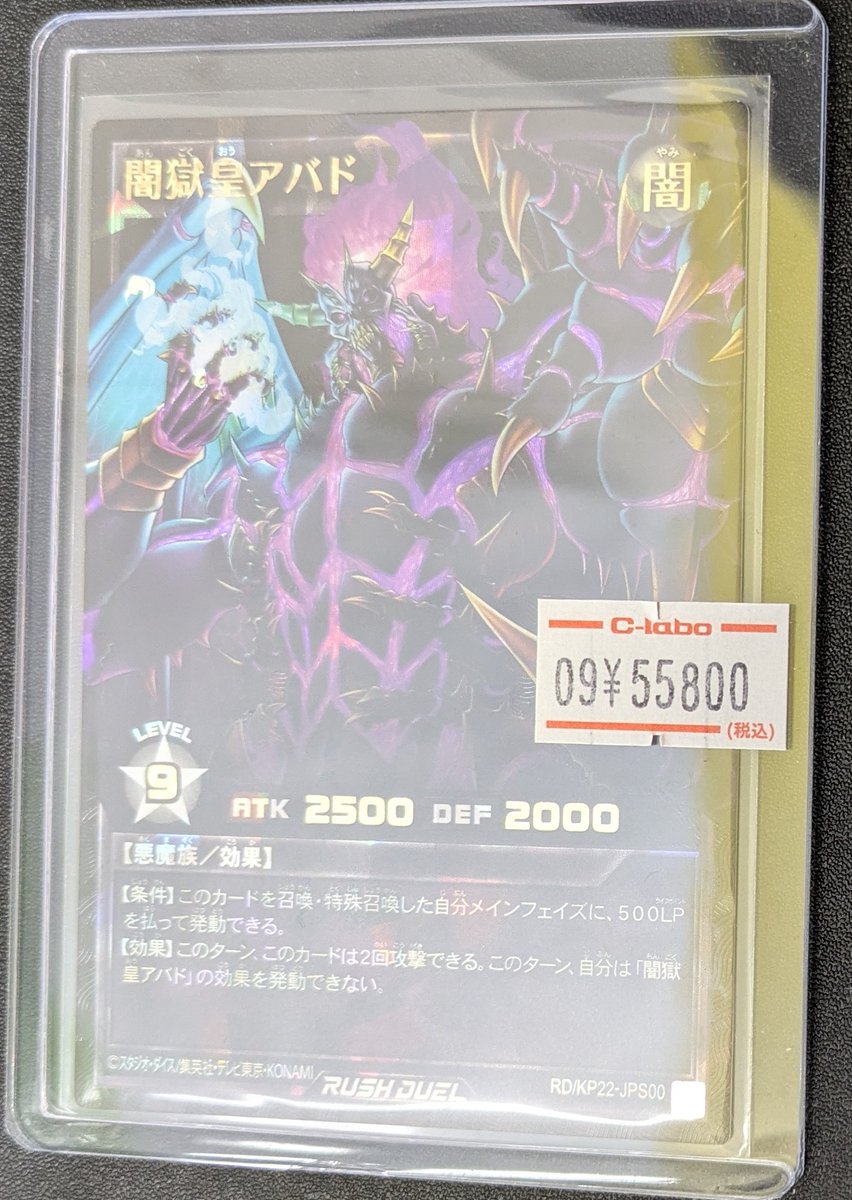 闇獄皇アバド
闇
C-labo
09¥55800
(税込)
LEVEL
9
ATK 2500 DEF 2000
【悪魔族/効果】
【条件】このカードを召喚・特殊召喚した自分メインフェイズに、500LP
を払って発動できる。
【効果】このターン、このカードは2回攻撃できる。このターン、自分は「闇獄
皇アバド」の効果を発動できない。
©スタジオ・ダイス/集英社・テレビ東京・KONAMI
RUSH DUEL
RD/KP22-JPS00